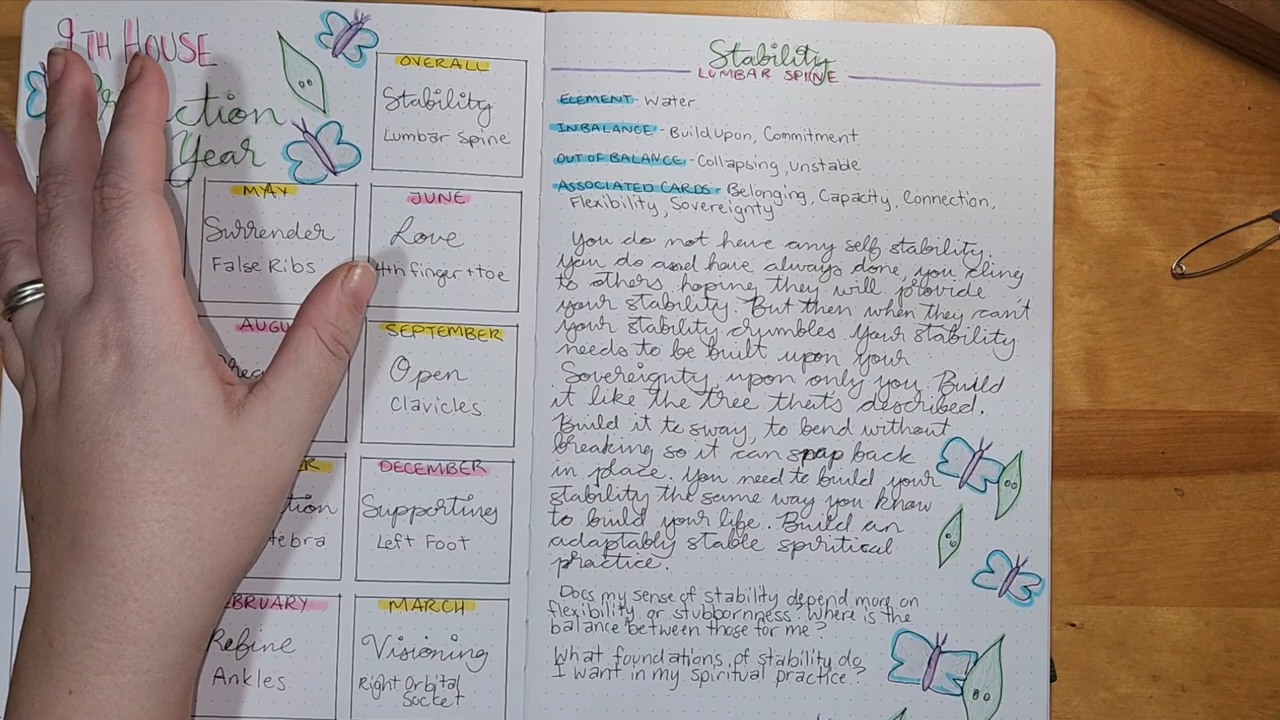 9TH HOUSE
Year
OVERALL
Stability
Lumbar Spine
MAY
Surrender
False Ribs
JUNE
Love
4th finger + toe
SEPTEMBER
Open
Clavicles
DECEMBER
Supporting
Left Foot
Refine
Ankles
MARCH
Visioning
Right Orbital
Socket
Stability
LUMBAR SPINE
ELEMENT- Water
IN BALANCE- Build Upon, Commitment
OUT OF BALANCE- Collapsing, unstable
ASSOCIATED CARDS- Belonging, Capacity, Connection,
Flexibility, Sovereignty
You do not have any self stability.
You do and have always done, you cling
to others hoping they will provide
your stability. But then when they can't
your stability crumbles. Your stability
needs to be built upon your
Sovereignty, upon only you. Build
it like the tree that's described.
Build it to sway, to bend without
breaking so it can snap back
in place. You need to build your
stability the same way you know
to build your life. Build an
adaptably stable spiritical
practice.
Does my sense of stability depend more on
flexibility or stubbornness? Where is the
balance between those for me?
What foundations of stability do
I want in my spiritual practice?